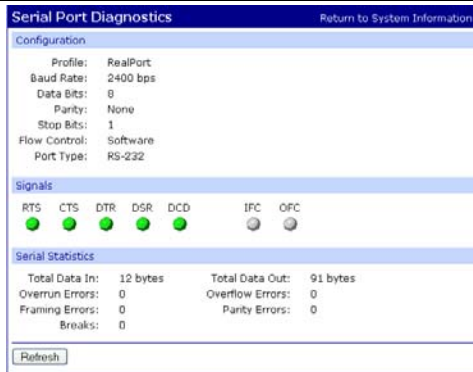 Serial Port Diagnostics Return to System Information
Configuration
Profile: RealPort
Baud Rate: 2400 bps
Data Bits: 8
Parity: None
Stop Bits: 1
Flow Control: Software
Port Type: RS-232
Signals
RTS CTS DTR DSR DCD IFC OFC
Serial Statistics
Total Data In: 12 bytes Total Data Out: 91 bytes
Overrun Errors: 0 Overflow Errors: 0
Framing Errors: 0 Parity Errors: 0
Breaks: 0
Refresh